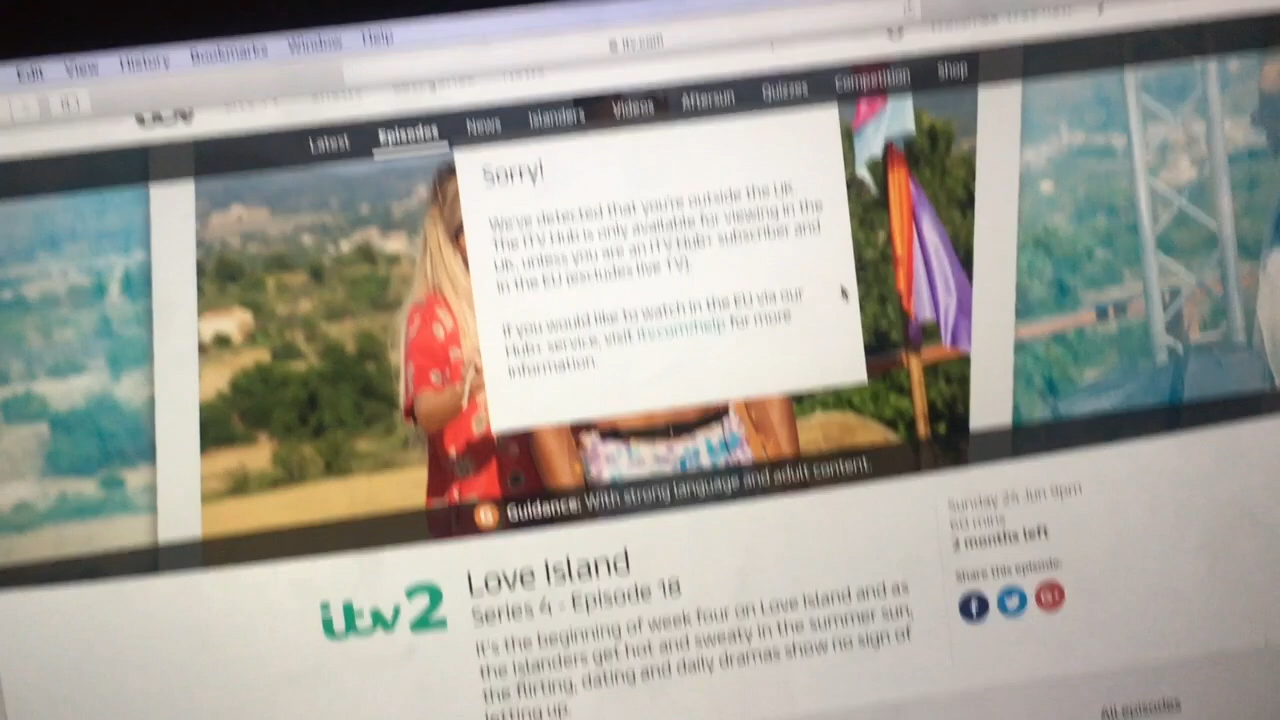 Edit View History Bookmarks Window Help
itv.com
itv
Latest Episodes News Islanders Videos Aftersun Quizzes Competition Shop
Sorry!
We've detected that you're outside the UK.
The ITV Hub is only available for viewing in the
UK, unless you are an ITV Hub+ subscriber and
in the EU (excludes live TV).
If you would like to watch in the EU via our
Hub+ service, visit itv.com/help for more
information
Guidance: With strong language and adult content.
itv2
Love Island
Series 4 - Episode 18
It's the beginning of week four on Love Island and as
the Islanders get hot and sweaty in the summer sun,
the flirting, dating and daily dramas show no sign of
letting up.
Sunday 24 Jun 9pm
60 mins
months left
Share this episode:
All episodes